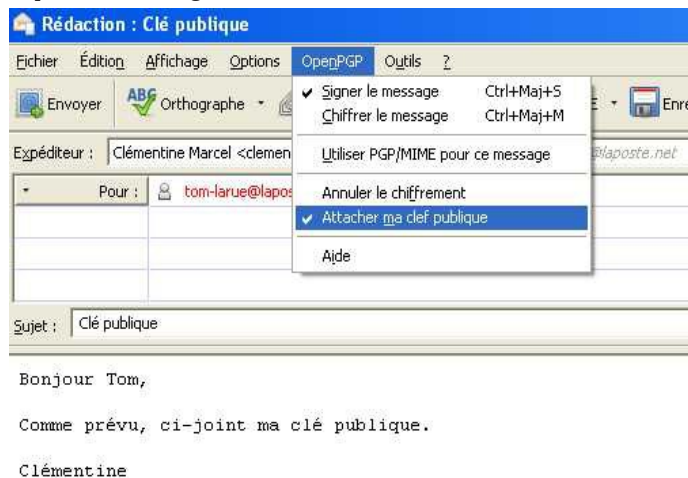 Rédaction : Clé publique
Fichier Édition Affichage Options OpenPGP Outils ?
Envoyer Orthographe
Signer le message Ctrl+Maj+S
Chiffrer le message Ctrl+Maj+M
Expéditeur : Clémentine Marcel <clemen
Utiliser PGP/MIME pour ce message
@laposte.net
Pour : tom-larue@lapos
Annuler le chiffrement
Attacher ma clef publique
Aide
Sujet : Clé publique
Bonjour Tom,
Comme prévu, ci-joint ma clé publique.
Clémentine